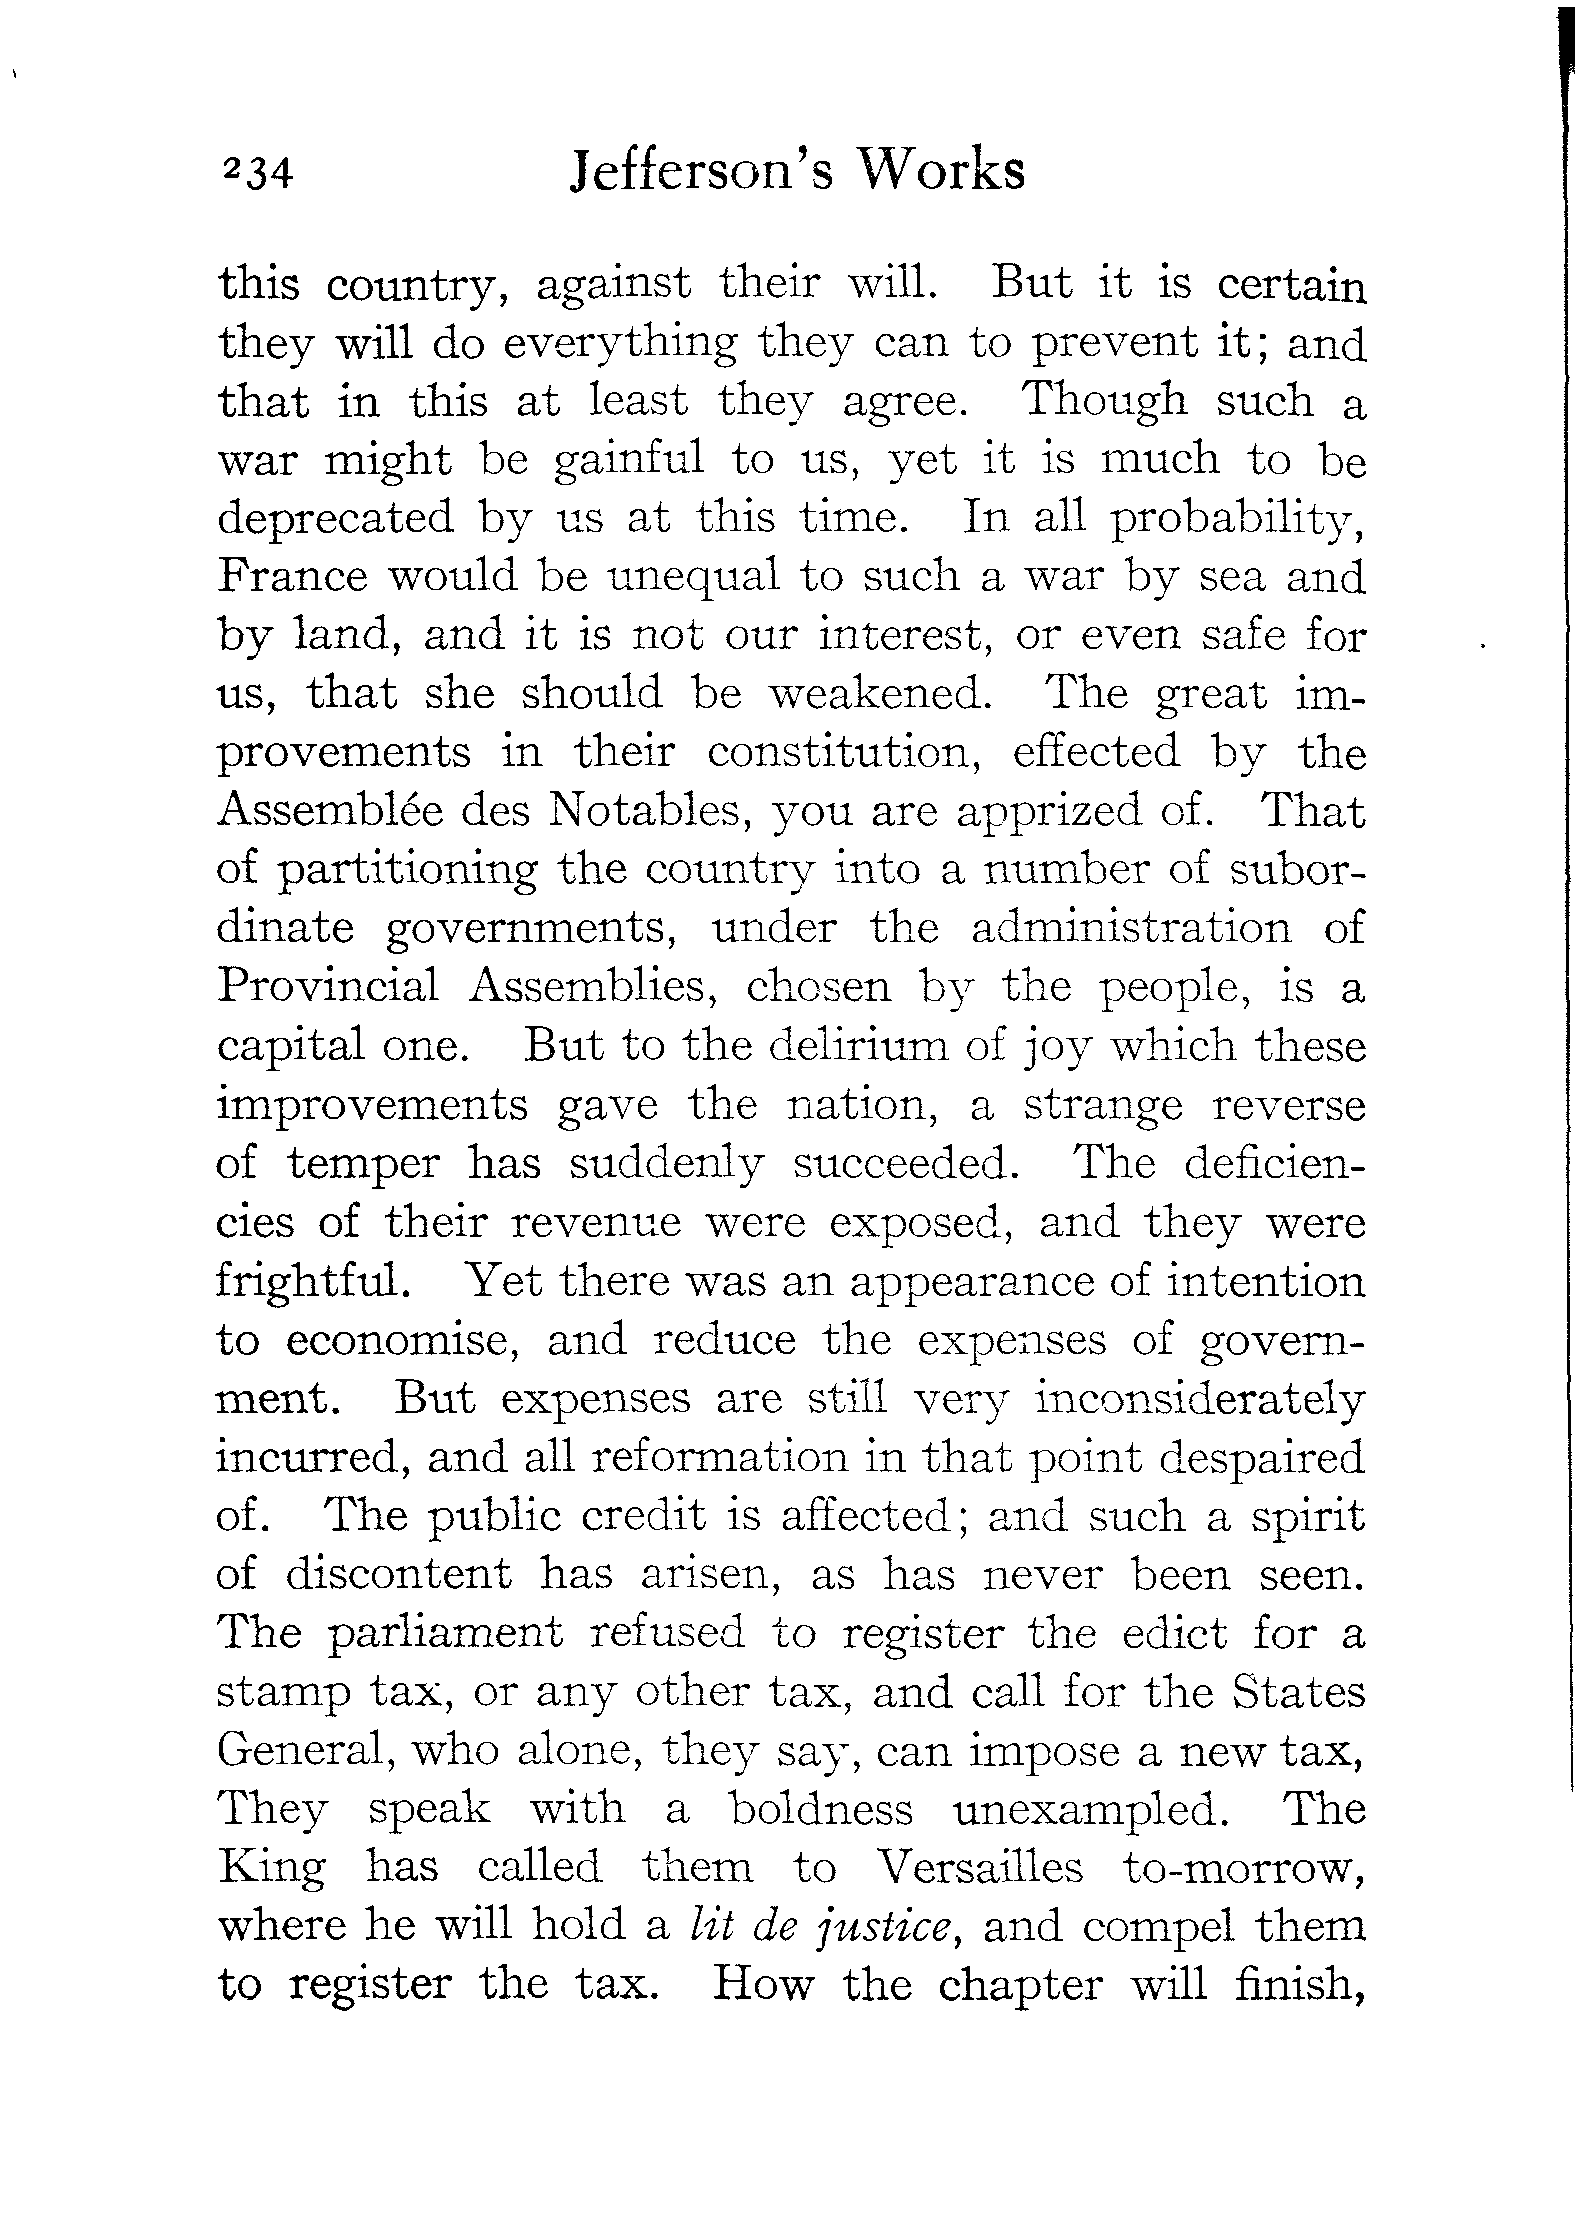 234 Jefferson's Works
this country, against their will. But it is certain
they will do everything they can to prevent it; and
that in this at least they agree. Though such a
war might be gainful to us, yet it is much to be
deprecated by us at this time. In all probability,
France would be unequal to such a war by sea and
by land, and it is not our interest, or even safe for
us, that she should be weakened. The great im-
provements in their constitution, effected by the
Assemblée des Notables, you are apprized of. That
of partitioning the country into a number of subor-
dinate governments, under the administration of
Provincial Assemblies, chosen by the people, is a
capital one. But to the delirium of joy which these
improvements gave the nation, a strange reverse
of temper has suddenly succeeded. The deficien-
cies of their revenue were exposed, and they were
frightful. Yet there was an appearance of intention
to economise, and reduce the expenses of govern-
ment. But expenses are still very inconsiderately
incurred, and all reformation in that point despaired
of. The public credit is affected; and such a spirit
of discontent has arisen, as has never been seen.
The parliament refused to register the edict for a
stamp tax, or any other tax, and call for the States
General, who alone, they say, can impose a new tax,
They speak with a boldness unexampled. The
King has called them to Versailles to-morrow,
where he will hold a lit de justice, and compel them
to register the tax. How the chapter will finish,